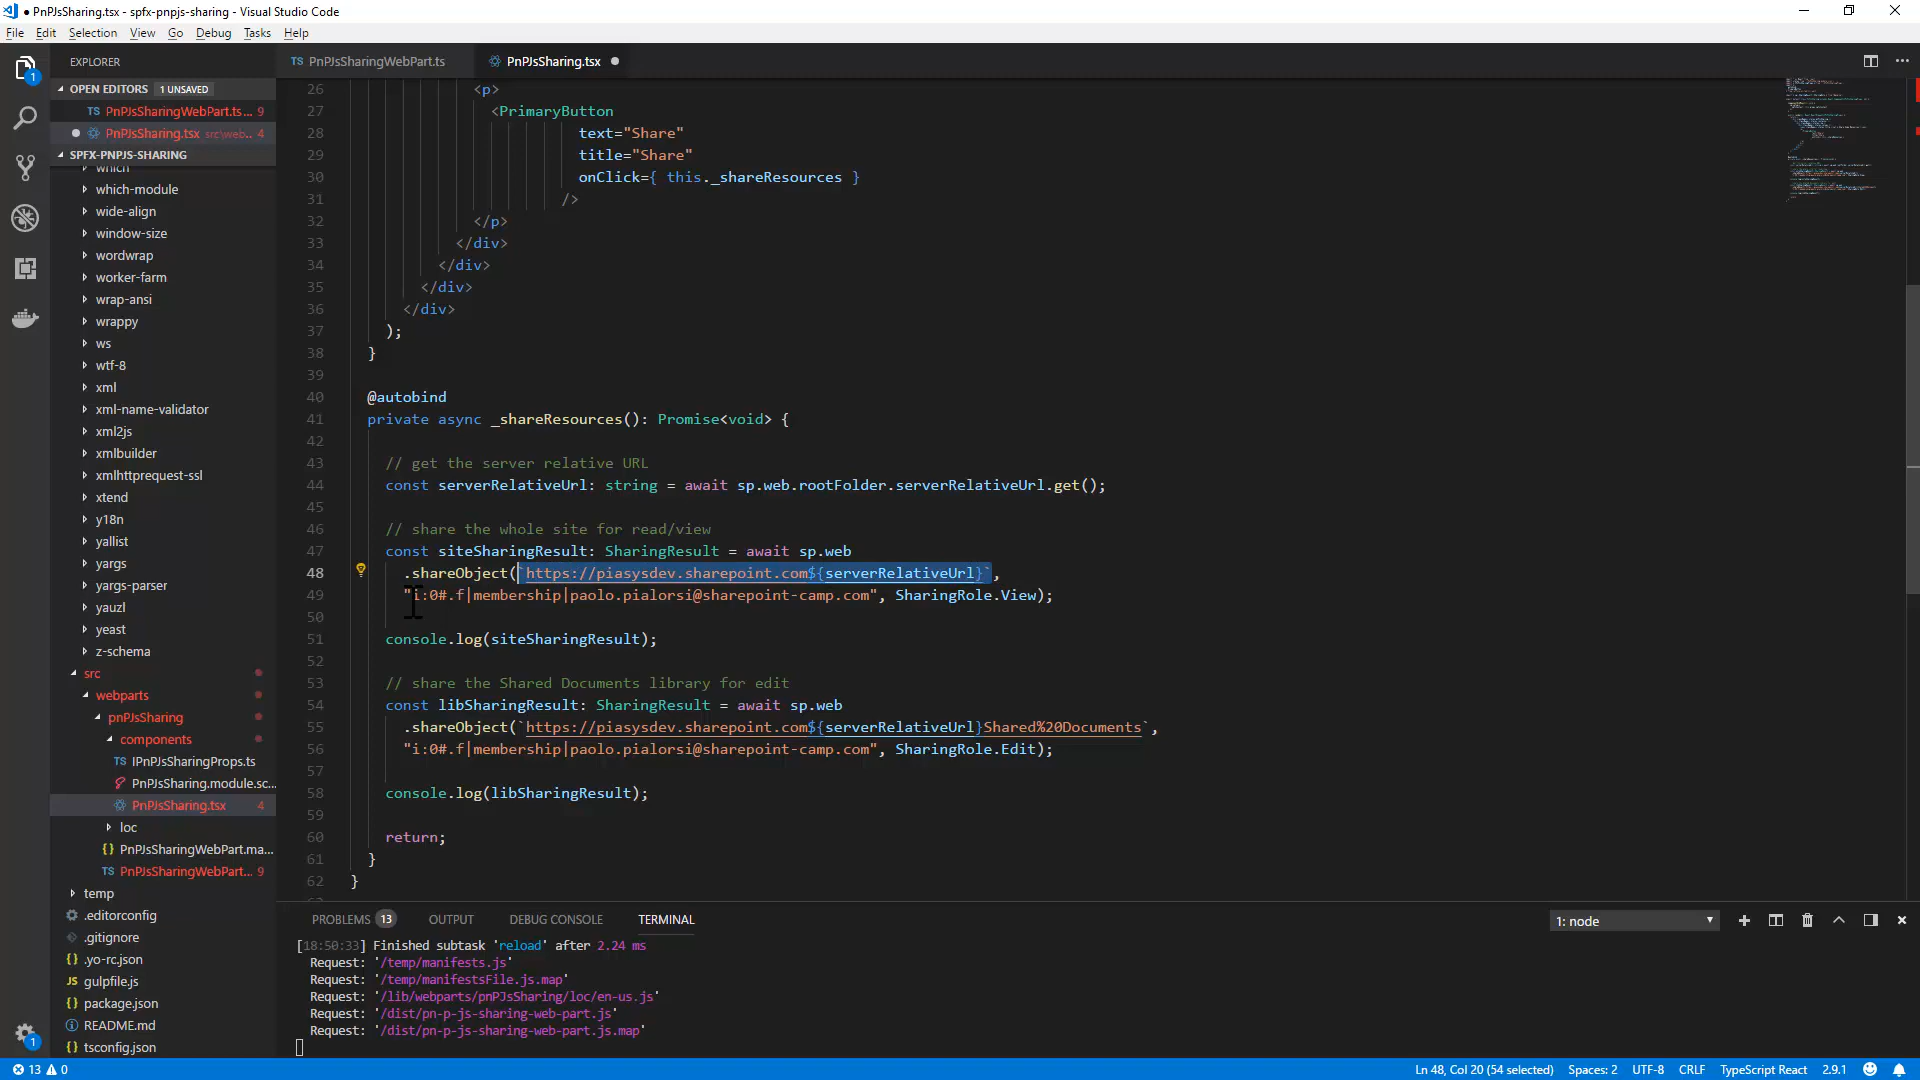 ● PnPJsSharing.tsx - spfx-pnpjs-sharing - Visual Studio Code
File Edit Selection View Go Debug Tasks Help
1
1
EXPLORER
OPEN EDITORS 1 UNSAVED
TS PnPJsSharingWebPart.ts... 9
● PnPJsSharing.tsx src\web... 4
SPFX-PNPJS-SHARING
which
which-module
wide-align
window-size
wordwrap
worker-farm
wrap-ansi
wrappy
ws
wtf-8
xml
xml-name-validator
xml2js
xmlbuilder
xmlhttprequest-ssl
xtend
y18n
yallist
yargs
yargs-parser
yauzl
yeast
z-schema
src
webparts
pnPJsSharing
components
TS IPnPJsSharingProps.ts
PnPJsSharing.module.sc...
PnPJsSharing.tsx 4
loc
{} PnPJsSharingWebPart.ma...
TS PnPJsSharingWebPart... 9
temp
.editorconfig
.gitignore
{} .yo-rc.json
JS gulpfile.js
{} package.json
README.md
{} tsconfig.json
TS PnPJsSharingWebPart.ts
PnPJsSharing.tsx ●
26 <p>
27 <PrimaryButton
28 text="Share"
29 title="Share"
30 onClick={ this._shareResources }
31 />
32 </p>
33 </div>
34 </div>
35 </div>
36 </div>
37 );
38 }
39
40 @autobind
41 private async _shareResources(): Promise<void> {
42
43 // get the server relative URL
44 const serverRelativeUrl: string = await sp.web.rootFolder.serverRelativeUrl.get();
45
46 // share the whole site for read/view
47 const siteSharingResult: SharingResult = await sp.web
48 .shareObject(`https://piasysdev.sharepoint.com${serverRelativeUrl}`,
49 "i:0#.f|membership|paolo.pialorsi@sharepoint-camp.com", SharingRole.View);
50
51 console.log(siteSharingResult);
52
53 // share the Shared Documents library for edit
54 const libSharingResult: SharingResult = await sp.web
55 .shareObject(`https://piasysdev.sharepoint.com${serverRelativeUrl}Shared%20Documents`,
56 "i:0#.f|membership|paolo.pialorsi@sharepoint-camp.com", SharingRole.Edit);
57
58 console.log(libSharingResult);
59
60 return;
61 }
62 }
PROBLEMS 13 OUTPUT DEBUG CONSOLE TERMINAL
1: node
[18:50:33] Finished subtask 'reload' after 2.24 ms
Request: '/temp/manifests.js'
Request: '/temp/manifestsFile.js.map'
Request: '/lib/webparts/pnPJsSharing/loc/en-us.js'
Request: '/dist/pn-p-js-sharing-web-part.js'
Request: '/dist/pn-p-js-sharing-web-part.js.map'
13 0
Ln 48, Col 20 (54 selected) Spaces: 2 UTF-8 CRLF TypeScript React 2.9.1